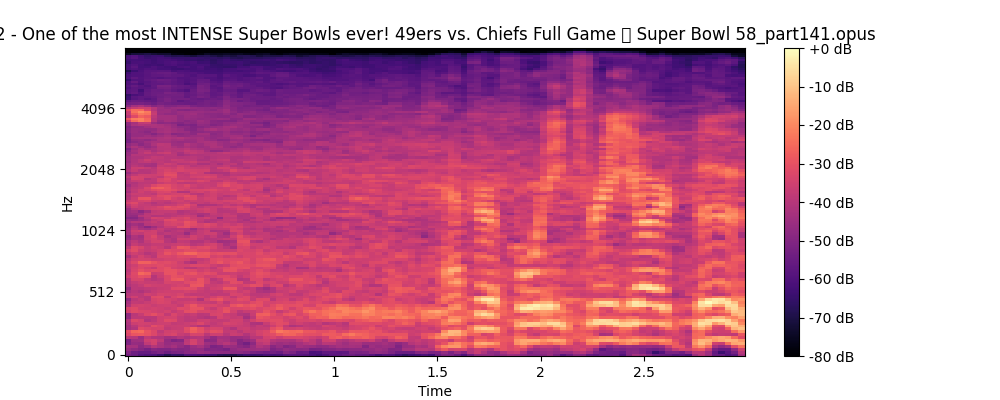 2 - One of the most INTENSE Super Bowls ever! 49ers vs. Chiefs Full Game ▯ Super Bowl 58_part141.opus
Hz
4096
2048
1024
512
0
0
0.5
1
1.5
2
2.5
Time
+0 dB
-10 dB
-20 dB
-30 dB
-40 dB
-50 dB
-60 dB
-70 dB
-80 dB